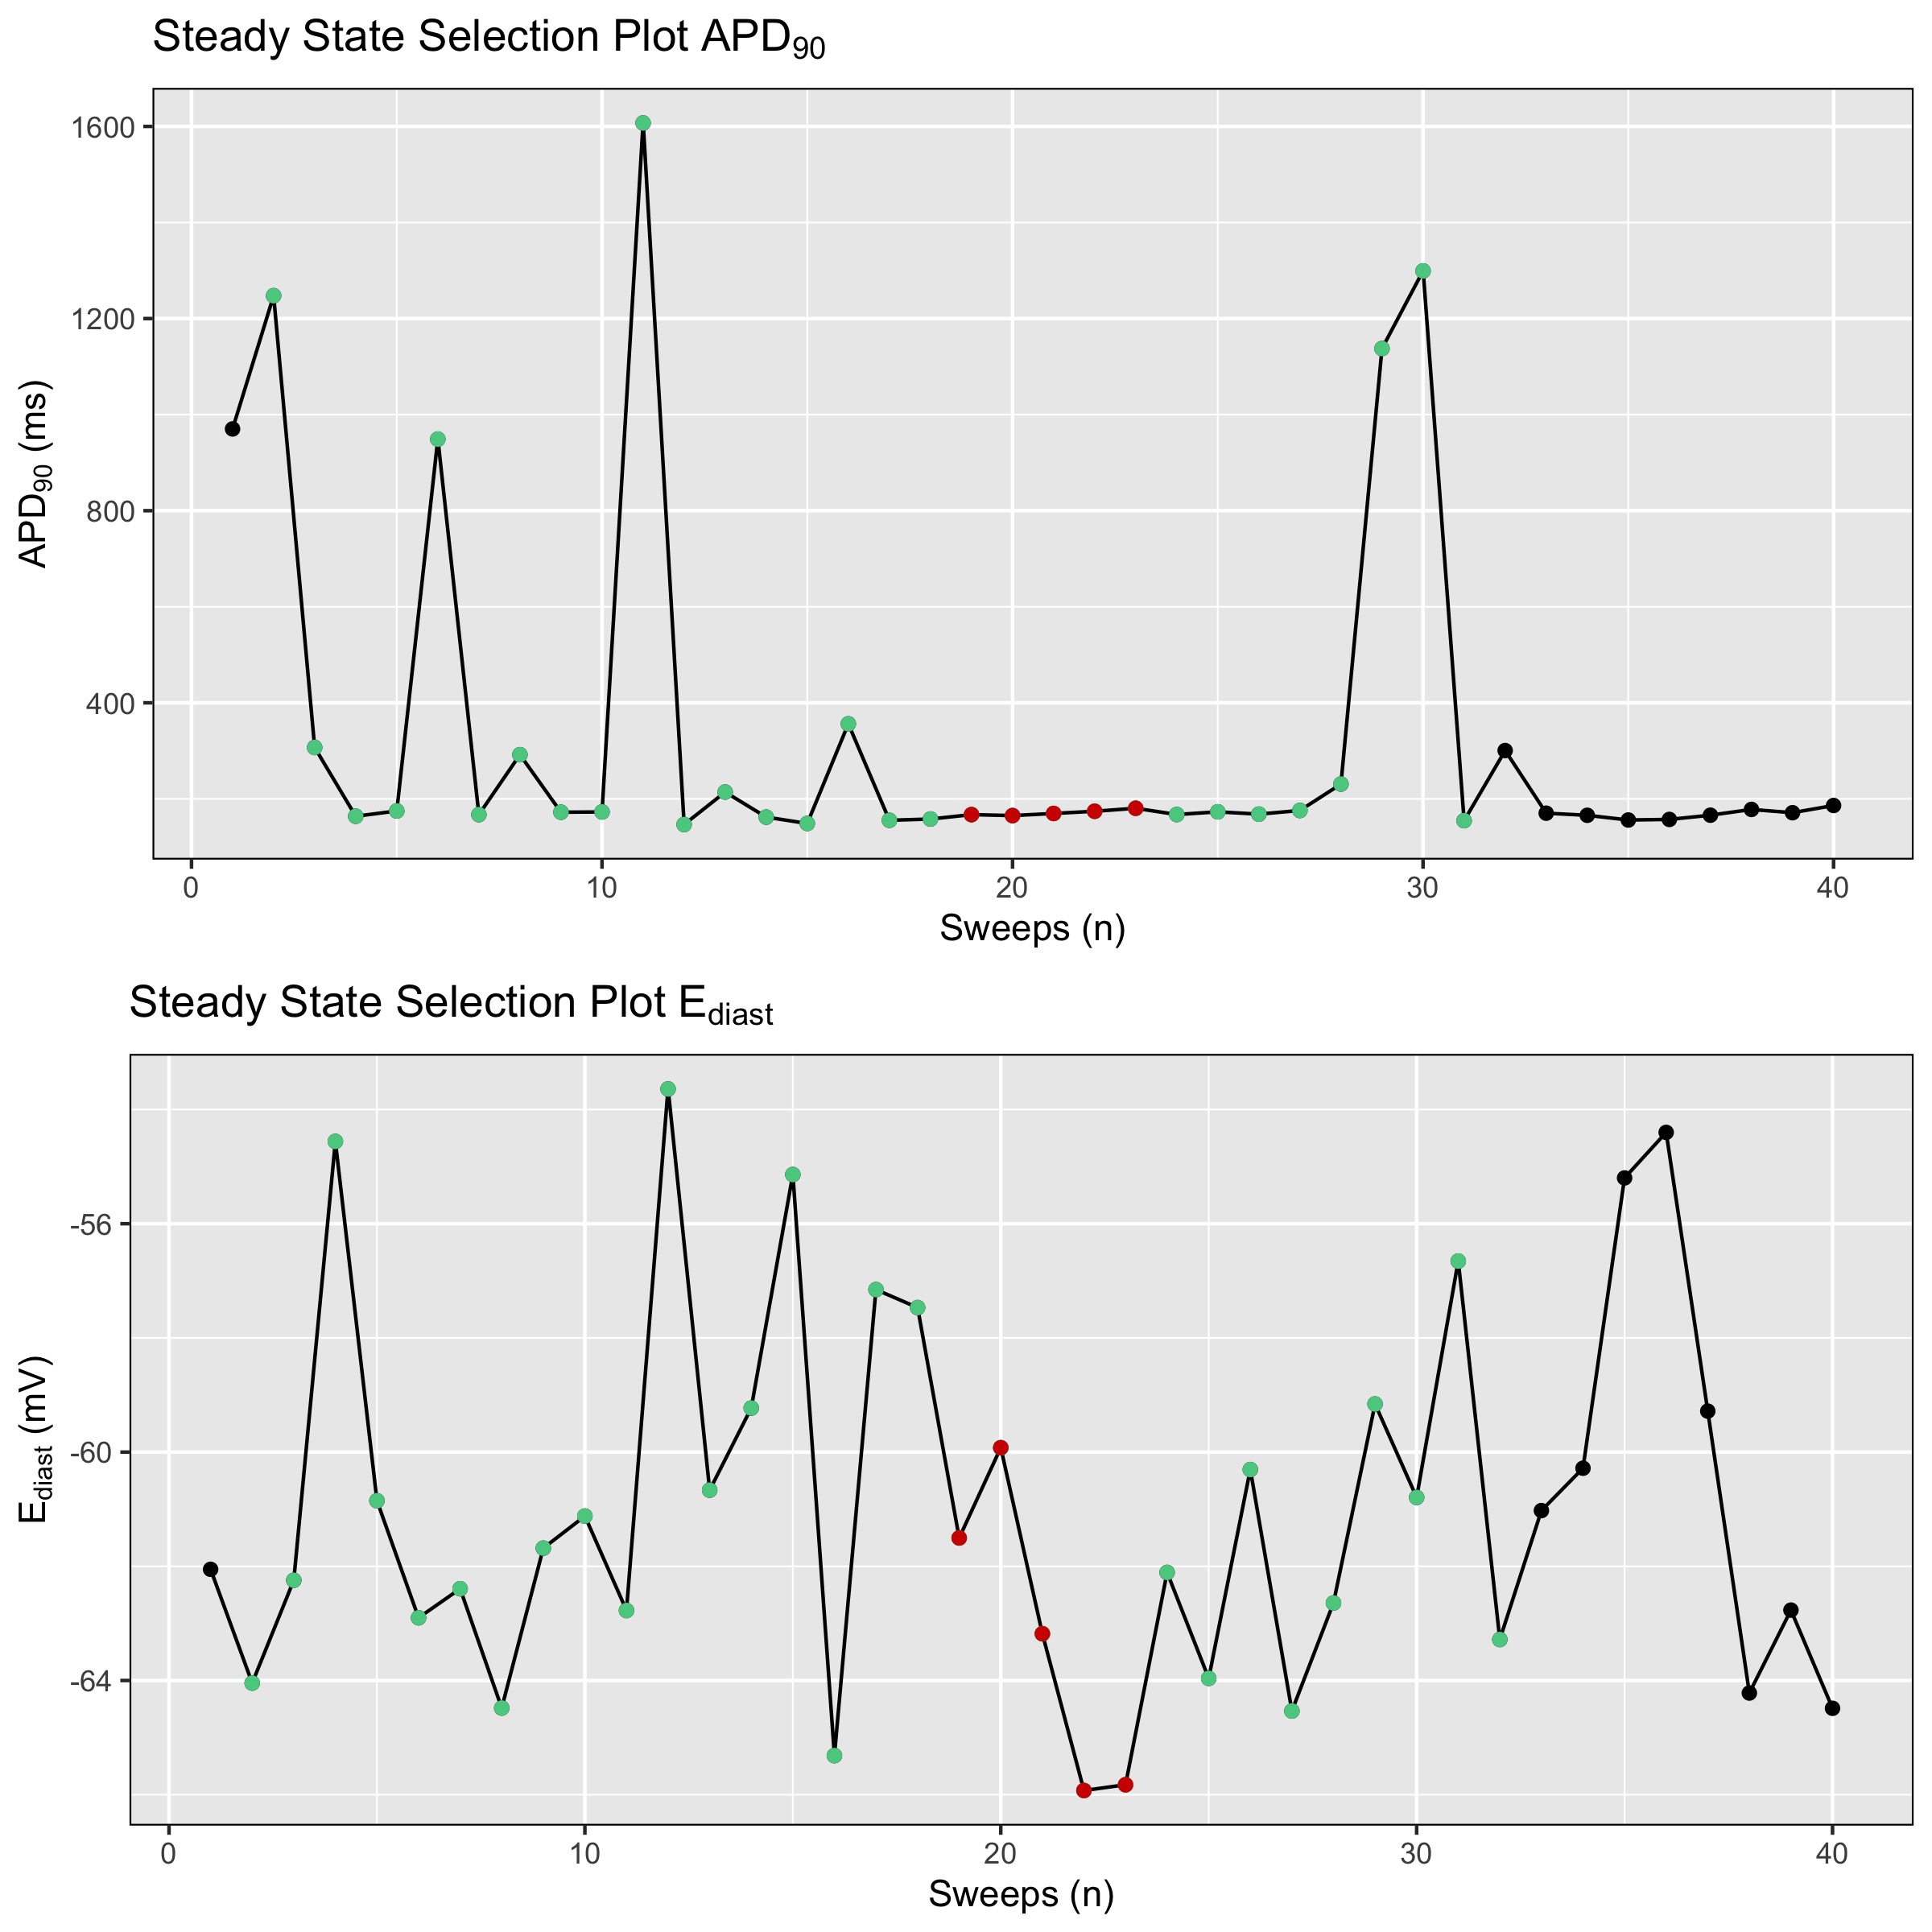 Steady State Selection Plot APD90
1600
1200
800
400
APD90 (ms)
0 10 20 30 40
Sweeps (n)
Steady State Selection Plot Ediast
-56
-60
-64
Ediast (mV)
0 10 20 30 40
Sweeps (n)